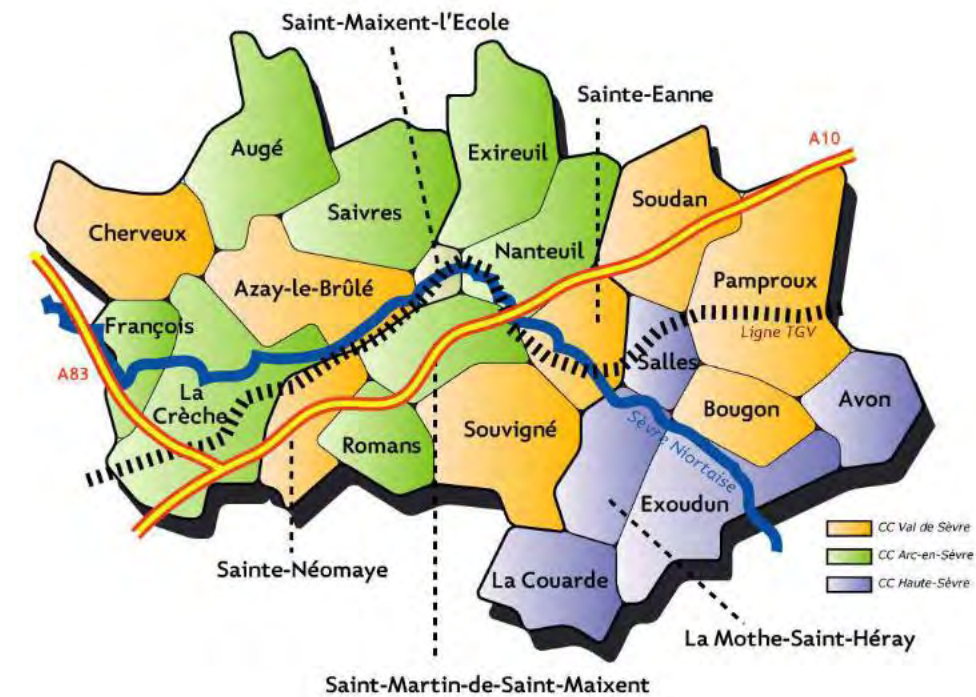 Saint-Maixent-l'Ecole
Sainte-Eanne
A10
Augé
Exireuil
Soudan
Saivres
Cherveux
Nanteuil
Azay-le-Brûlé
Pamproux
François
Ligne TGV
Salles
A83
La
Crèche
Avon
Bougon
Souvigné
Romans
Sèvre Niortaise
Exoudun
CC Val de Sèvre
CC Arc-en-Sèvre
CC Haute-Sèvre
Sainte-Néomaye
La Couarde
La Mothe-Saint-Héray
Saint-Martin-de-Saint-Maixent